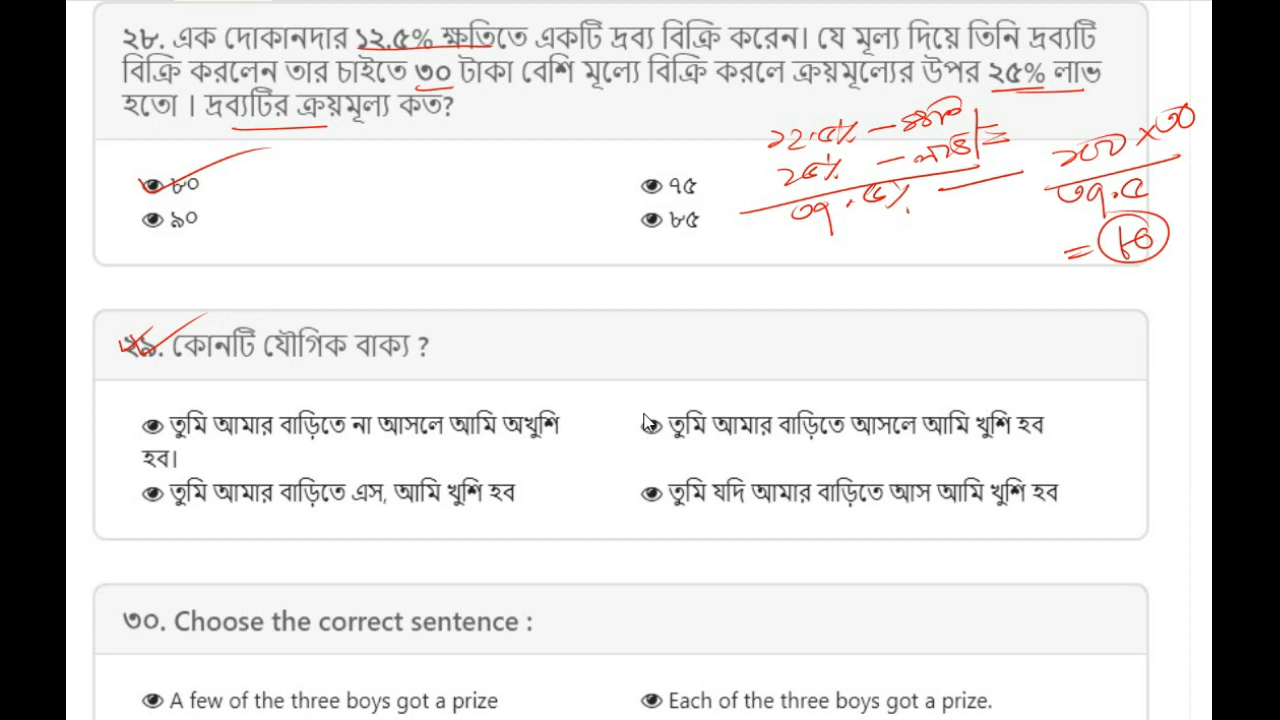 ২৮. এক দোকানদার ১২.৫% ক্ষতিতে একটি দ্রব্য বিক্রি করেন। যে মূল্য দিয়ে তিনি দ্রব্যটি
বিক্রি করলেন তার চাইতে ৩০ টাকা বেশি মূল্যে বিক্রি করলে ক্রয়মূল্যের উপর ২৫% লাভ
হতো । দ্রব্যটির ক্রয়মূল্য কত?
১২.৫% – ক্ষতি
২৫% – লাভ
৩৭.৫%
১০০ × ৩০
৩৭.৫
= ৮০
৮০
৭৫
৯০
৮৫
২৯. কোনটি যৌগিক বাক্য ?
তুমি আমার বাড়িতে না আসলে আমি অখুশি
হব।
তুমি আমার বাড়িতে আসলে আমি খুশি হব
তুমি আমার বাড়িতে এস, আমি খুশি হব
তুমি যদি আমার বাড়িতে আস আমি খুশি হব
৩০. Choose the correct sentence :
A few of the three boys got a prize
Each of the three boys got a prize.